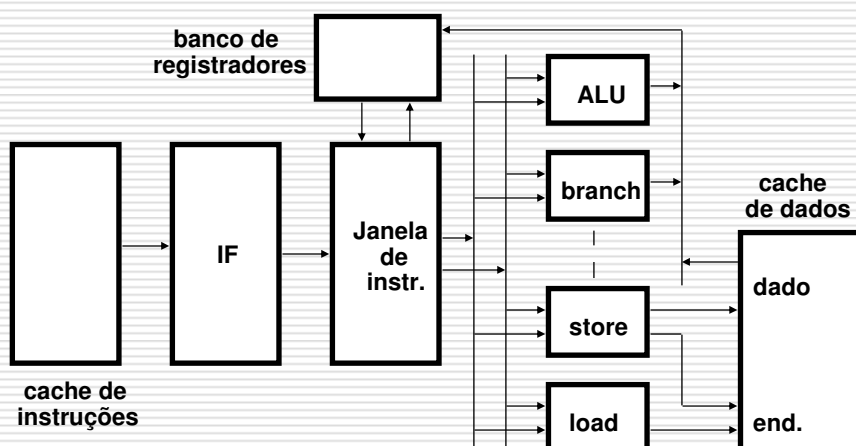 banco de
registradores
ALU
branch
cache
de dados
Janela
de
instr.
IF
dado
store
cache de
instruções
load
end.